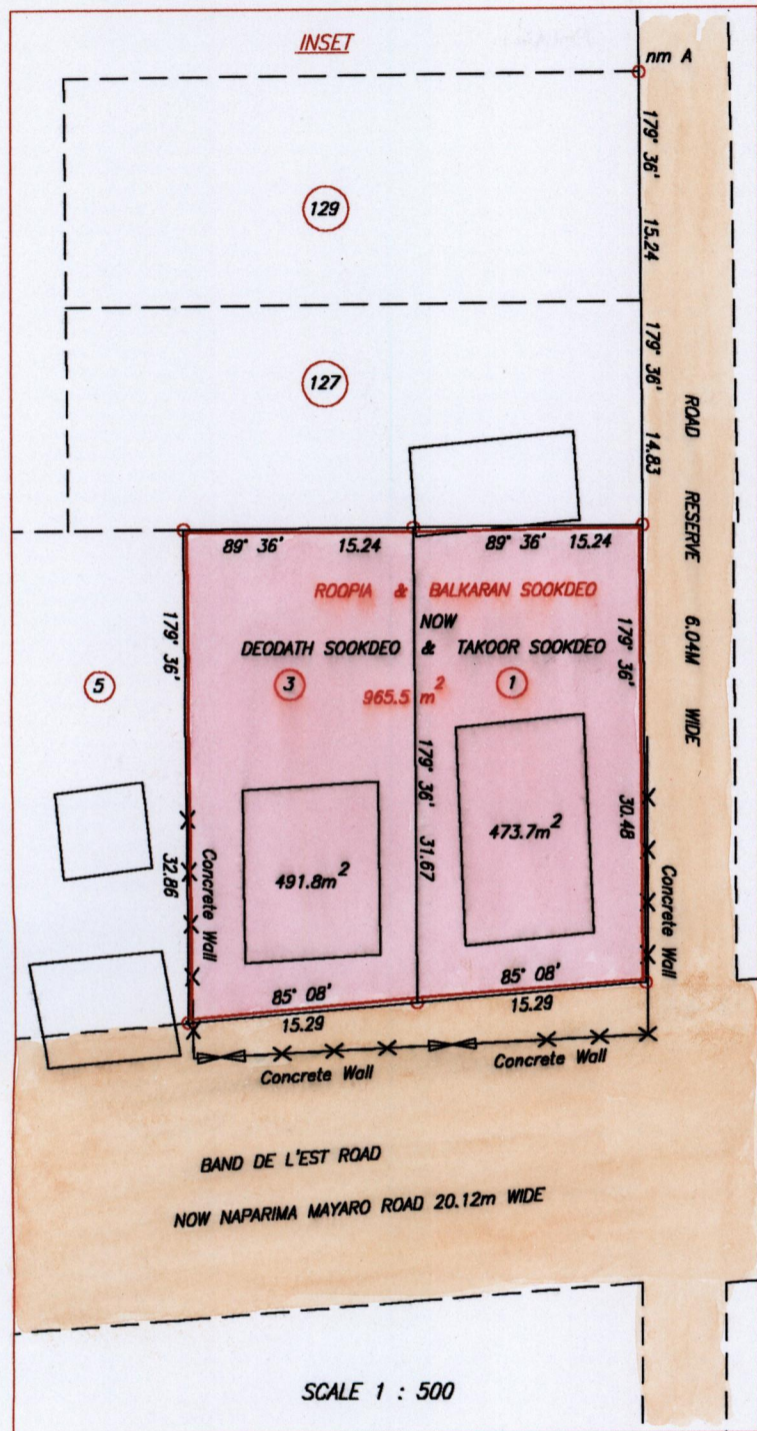 INSET
nm A
179° 36' 15.24
129
179° 36' 14.83
127
ROAD RESERVE 6.04M WIDE
89° 36' 15.24
89° 36' 15.24
ROOPIA & BALKARAN SOOKDEO
NOW
DEODATH SOOKDEO & TAKOOR SOOKDEO
179° 36' 32.86
179° 36' 30.48
5
3
965.5 m²
1
179° 36' 31.67
473.7m²
491.8m²
Concrete Wall
Concrete Wall
85° 08'
15.29
85° 08'
15.29
Concrete Wall
Concrete Wall
BAND DE L'EST ROAD
NOW NAPARIMA MAYARO ROAD 20.12m WIDE
SCALE 1 : 500